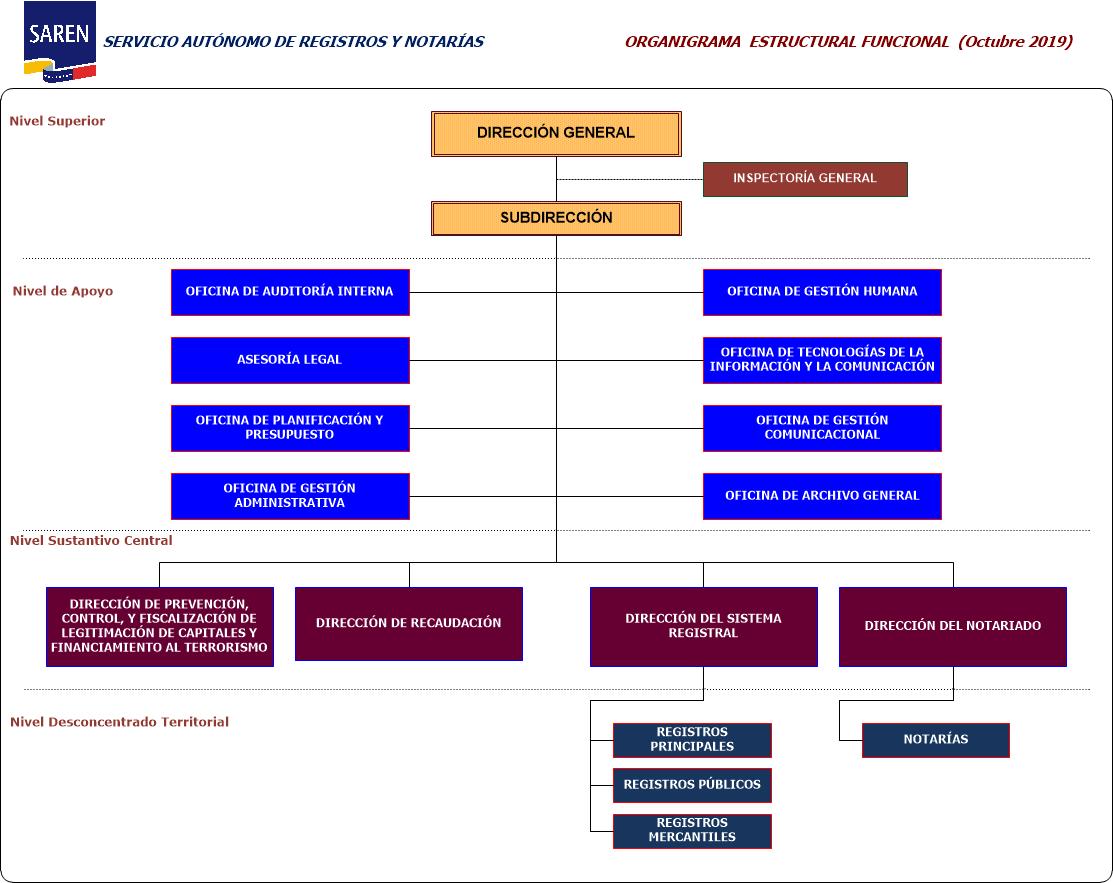 SAREN
SERVICIO AUTÓNOMO DE REGISTROS Y NOTARÍAS
ORGANIGRAMA ESTRUCTURAL FUNCIONAL (Octubre 2019)
Nivel Superior
DIRECCIÓN GENERAL
INSPECTORÍA GENERAL
SUBDIRECCIÓN
Nivel de Apoyo
OFICINA DE AUDITORÍA INTERNA
OFICINA DE GESTIÓN HUMANA
ASESORÍA LEGAL
OFICINA DE TECNOLOGÍAS DE LA
INFORMACIÓN Y LA COMUNICACIÓN
OFICINA DE PLANIFICACIÓN Y
PRESUPUESTO
OFICINA DE GESTIÓN
COMUNICACIONAL
OFICINA DE GESTIÓN
ADMINISTRATIVA
OFICINA DE ARCHIVO GENERAL
Nivel Sustantivo Central
DIRECCIÓN DE PREVENCIÓN,
CONTROL, Y FISCALIZACIÓN DE
LEGITIMACIÓN DE CAPITALES Y
FINANCIAMIENTO AL TERRORISMO
DIRECCIÓN DE RECAUDACIÓN
DIRECCIÓN DEL SISTEMA
REGISTRAL
DIRECCIÓN DEL NOTARIADO
Nivel Desconcentrado Territorial
REGISTROS
PRINCIPALES
NOTARÍAS
REGISTROS PÚBLICOS
REGISTROS
MERCANTILES